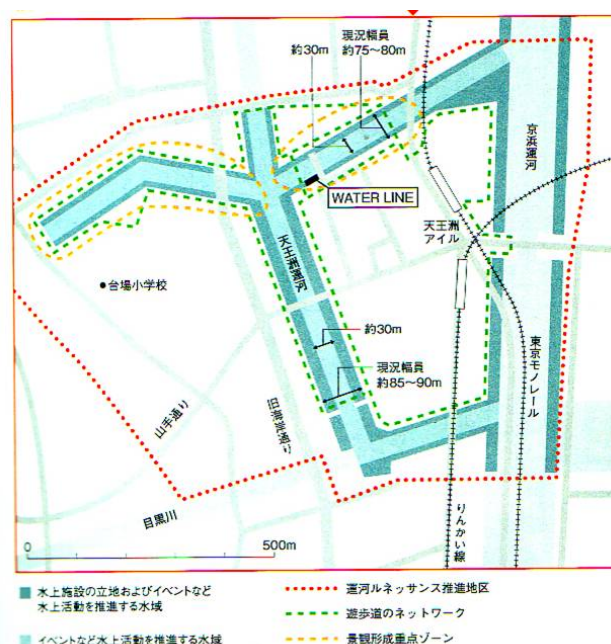 現況幅員
約75～80m
約30m
WATER LINE
京浜運河
天王洲
アイル
天王洲運河
●台場小学校
約30m
現況幅員
約85～90m
東京モノレール
山手通り
旧海岸通り
目黒川
りんかい線
0
500m
水上施設の立地およびイベントなど
水上活動を推進する水域
イベントなど水上活動を推進する水域
運河ルネッサンス推進地区
遊歩道のネットワーク
景観形成重点ゾーン